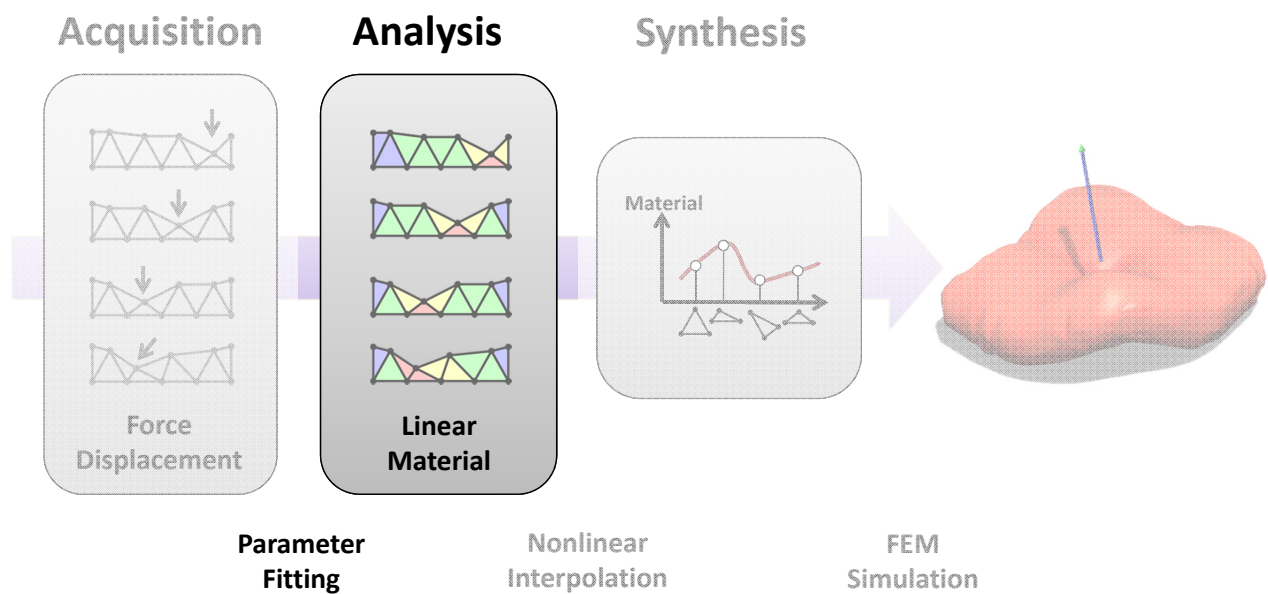 Acquisition
Analysis
Synthesis
Material
Force
Displacement
Linear
Material
Parameter
Fitting
Nonlinear
Interpolation
FEM
Simulation